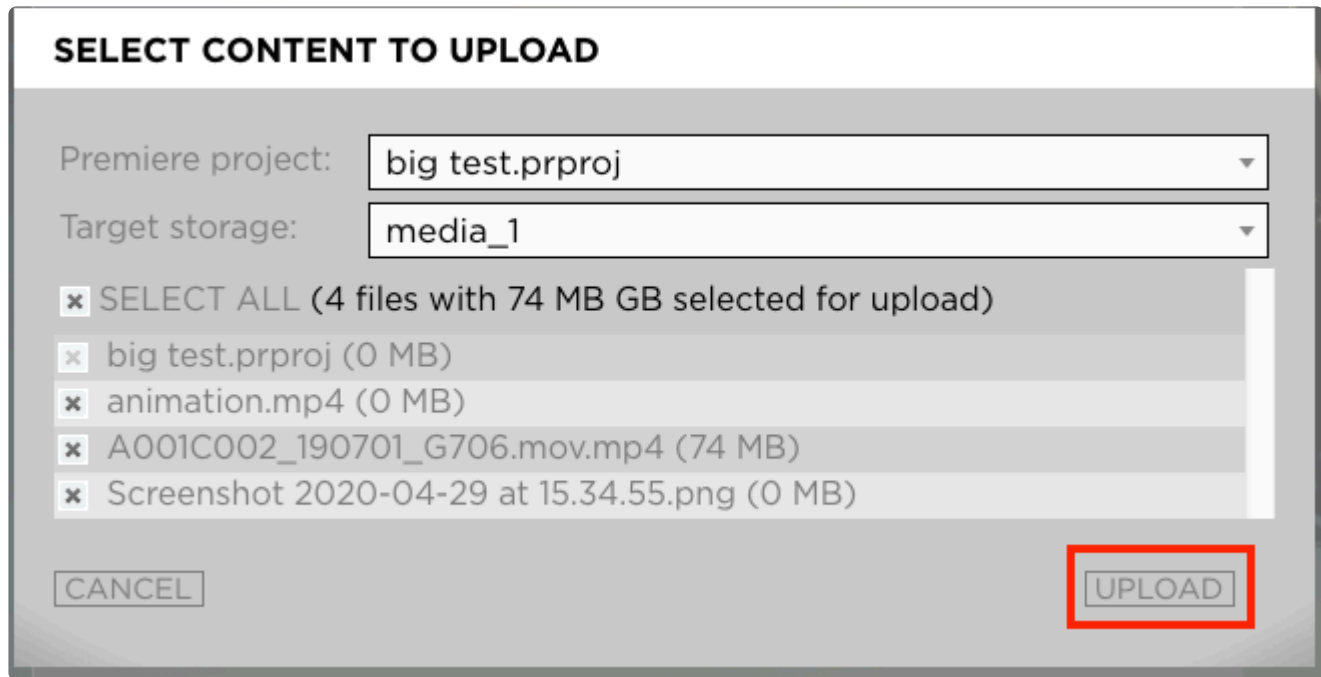 SELECT CONTENT TO UPLOAD
Premiere project: big test.prproj
Target storage: media_1
SELECT ALL (4 files with 74 MB GB selected for upload)
big test.prproj (0 MB)
animation.mp4 (0 MB)
A001C002_190701_G706.mov.mp4 (74 MB)
Screenshot 2020-04-29 at 15.34.55.png (0 MB)
CANCEL UPLOAD